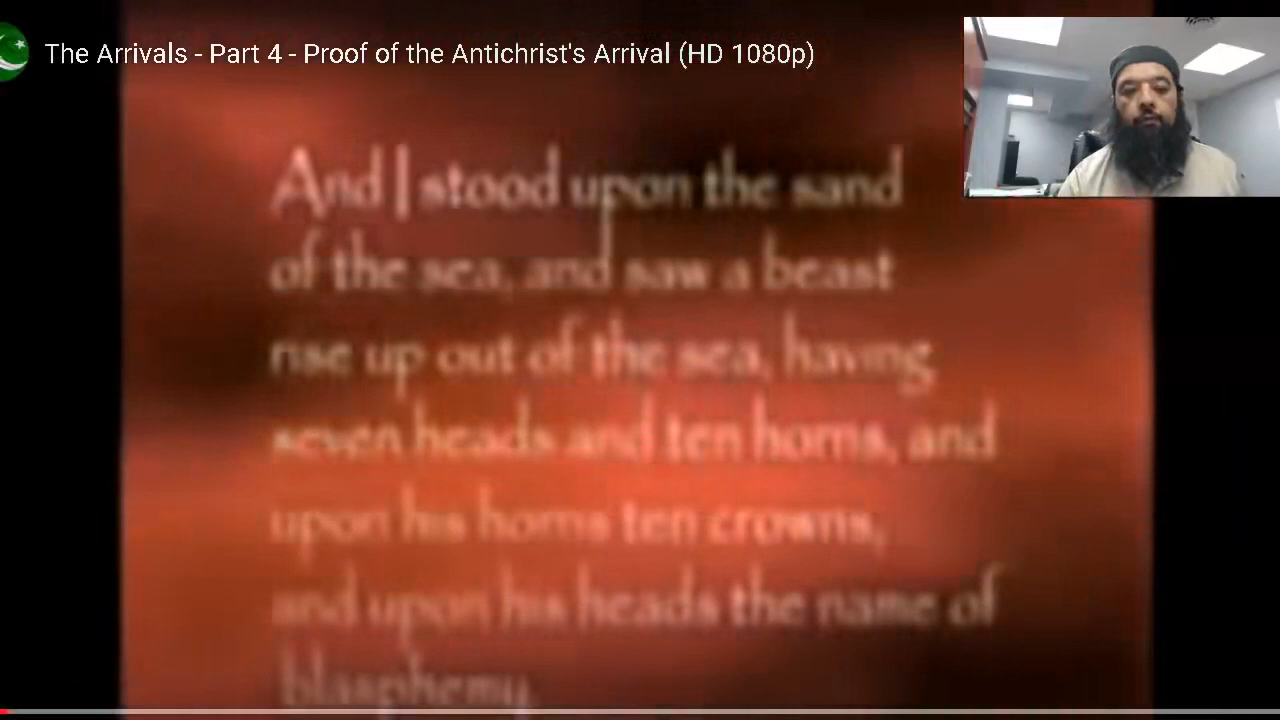 The Arrivals - Part 4 - Proof of the Antichrist's Arrival (HD 1080p)
And I stood upon the sand
of the sea, and saw a beast
rise up out of the sea, having
seven heads and ten horns, and
upon his horns ten crowns,
and upon his heads the name of
blasphemy.